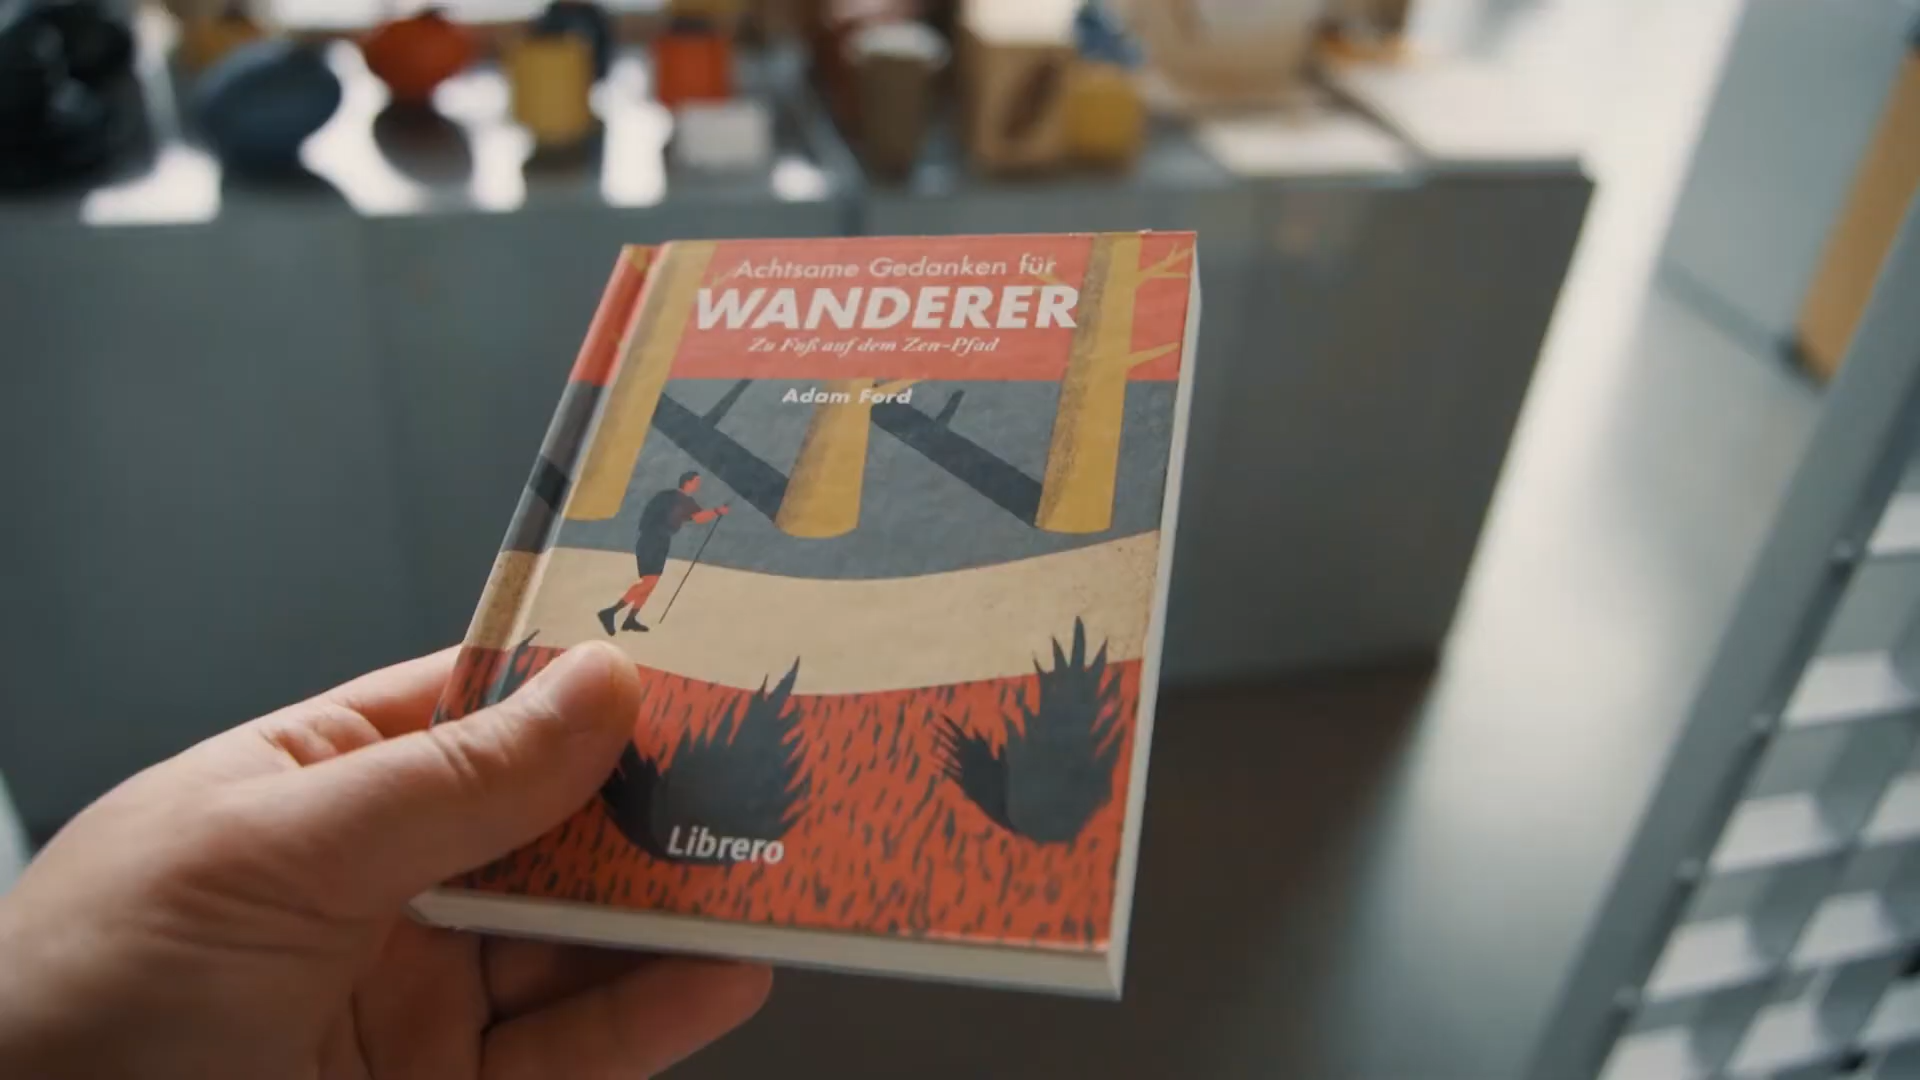 Achtsame Gedanken für
WANDERER
Zu Fuß auf dem Zen-Pfad
Adam Ford
Librero